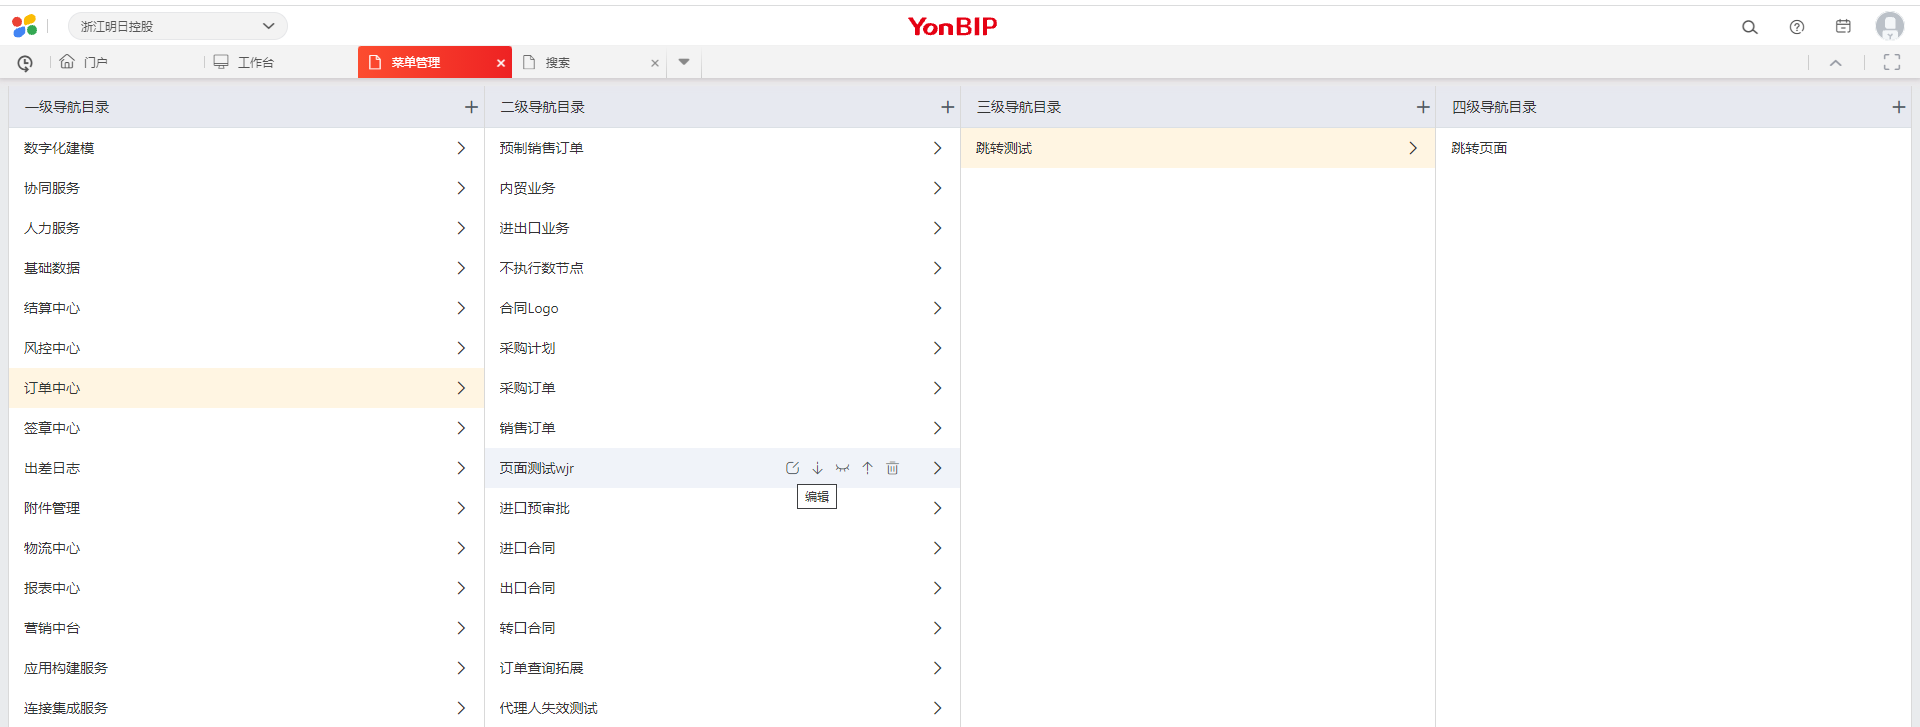 浙江明日控股
YonBIP
门户
工作台
菜单管理
搜索
一级导航目录
数字化建模
协同服务
人力服务
基础数据
结算中心
风控中心
订单中心
签章中心
出差日志
附件管理
物流中心
报表中心
营销中台
应用构建服务
连接集成服务
二级导航目录
预制销售订单
内贸业务
进出口业务
不执行数节点
合同Logo
采购计划
采购订单
销售订单
页面测试wjr
编辑
进口预审批
进口合同
出口合同
转口合同
订单查询拓展
代理人失效测试
三级导航目录
跳转测试
四级导航目录
跳转页面